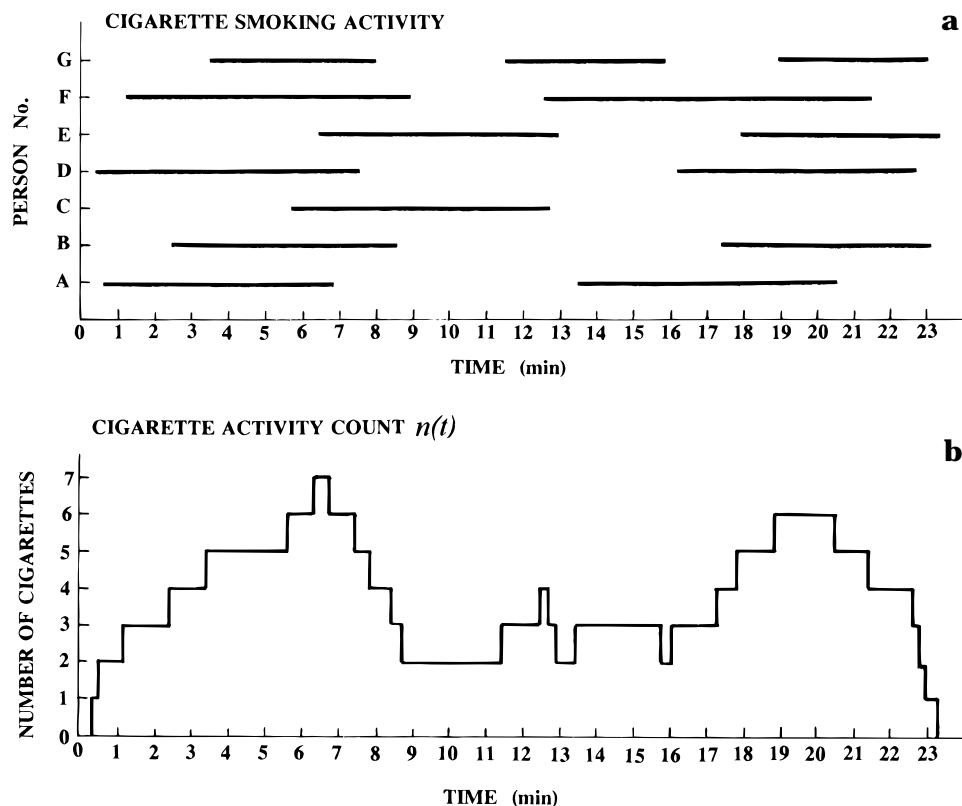 CIGARETTE SMOKING ACTIVITY
a
PERSON No.
G
F
E
D
C
B
A
0 1 2 3 4 5 6 7 8 9 10 11 12 13 14 15 16 17 18 19 20 21 22 23
TIME (min)
CIGARETTE ACTIVITY COUNT n(t)
b
NUMBER OF CIGARETTES
7
6
5
4
3
2
1
0
0 1 2 3 4 5 6 7 8 9 10 11 12 13 14 15 16 17 18 19 20 21 22 23
TIME (min)